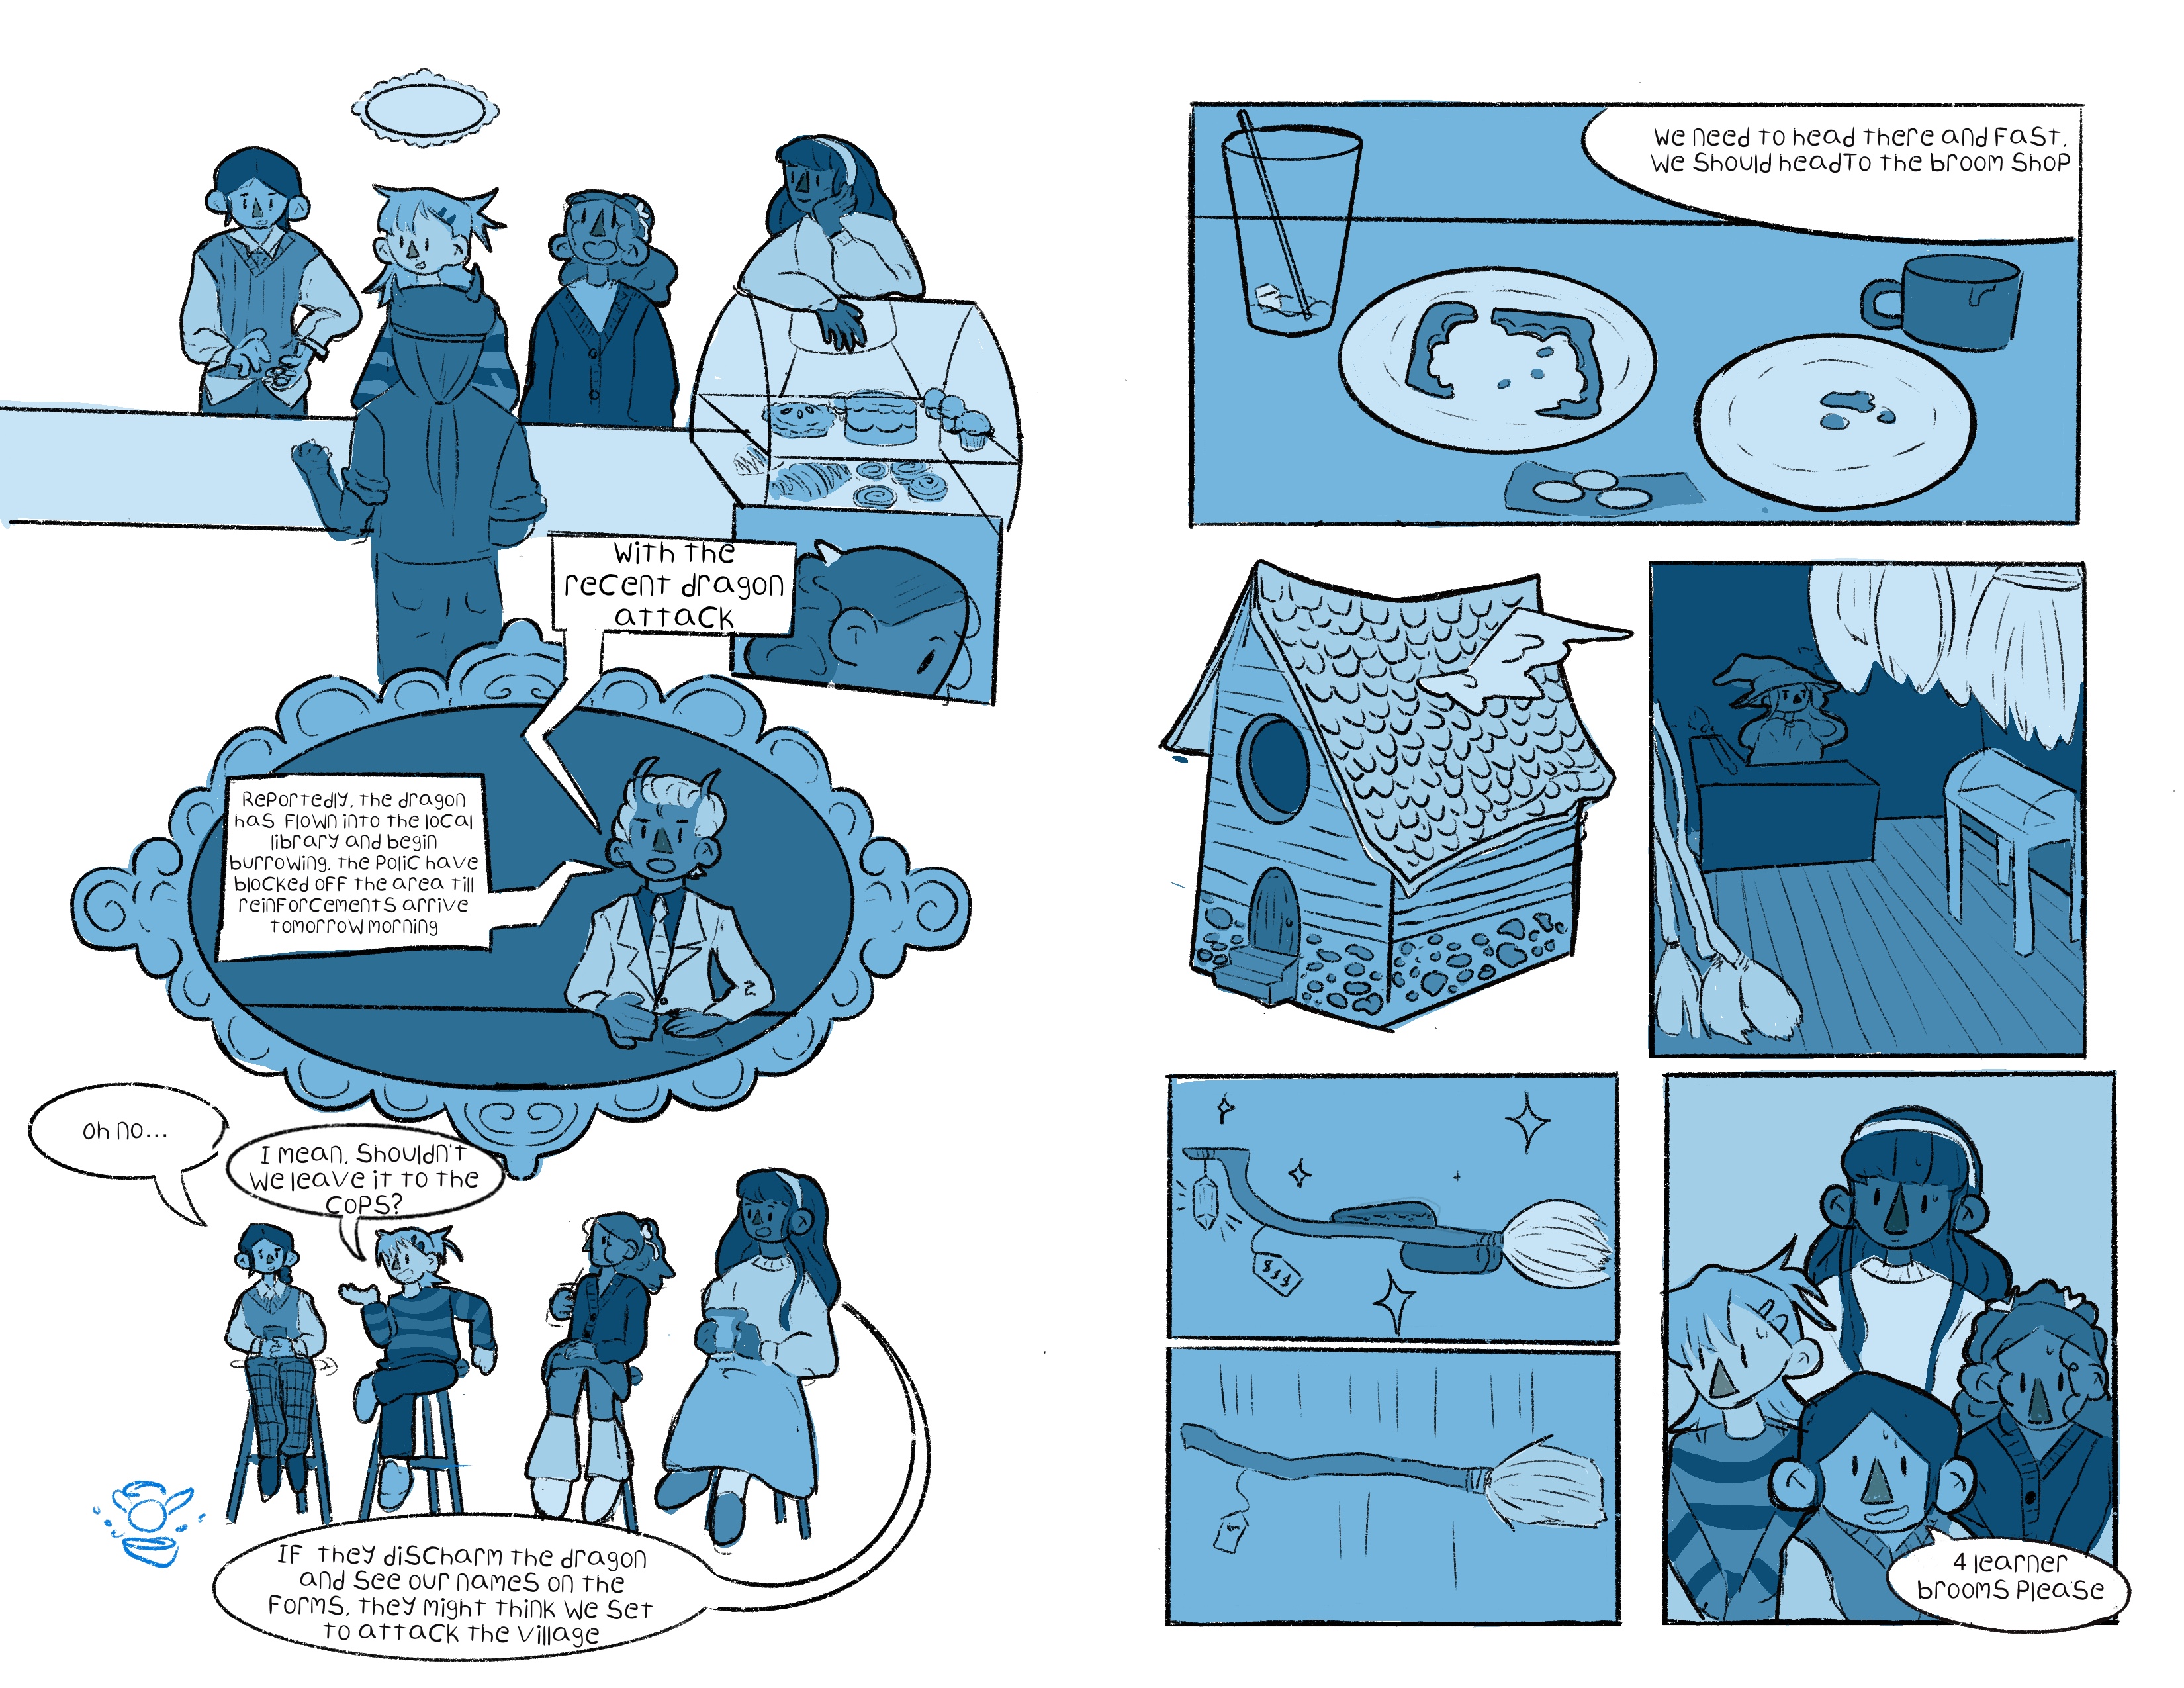 With the
recent dragon
attack
Reportedly, the dragon
has flown into the local
library and begin
burrowing. the polic have
blocked off the area till
reinforcements arrive
tomorrow morning
oh no...
I mean, shouldn't
we leave it to the
cops?
If they discharm the dragon
and see our names on the
forms, they might think we set
to attack the village
We need to head there and fast,
We should headTo the broom shop
$$$
4 learner
brooms please